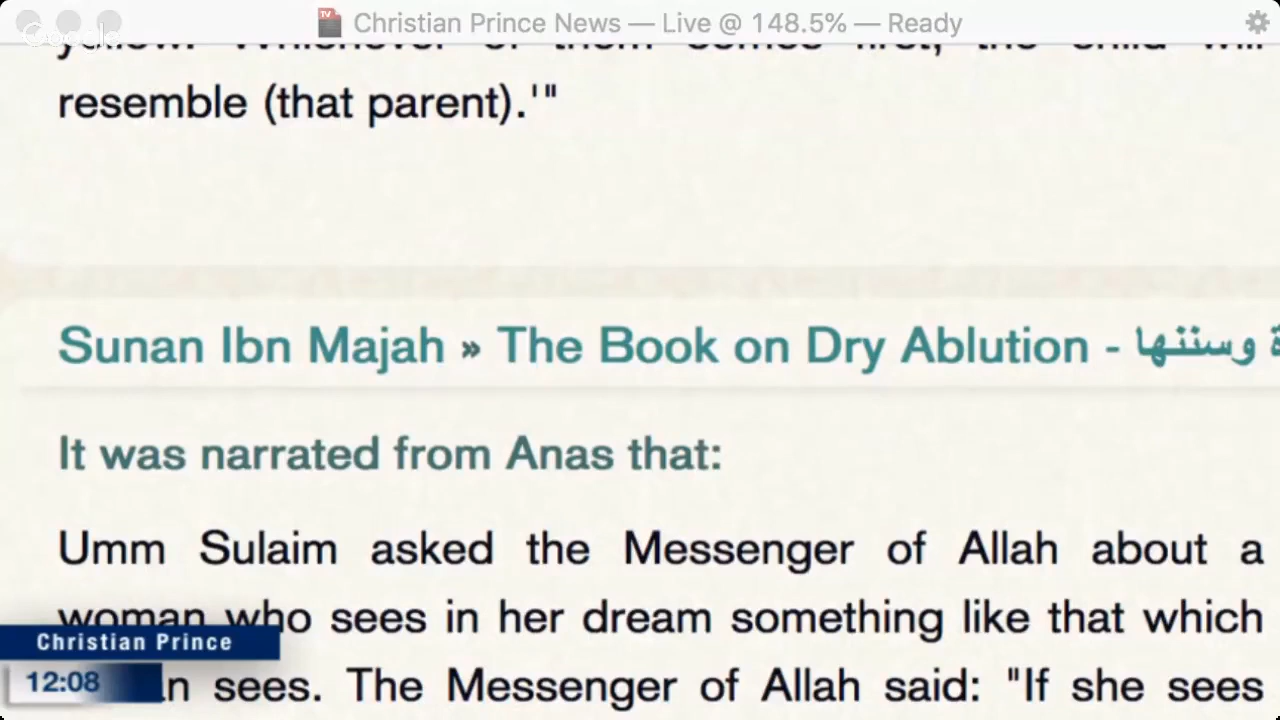 Christian Prince News — Live @ 148.5% — Ready
Google
resemble (that parent).'"
Sunan Ibn Majah » The Book on Dry Ablution - وسننها
It was narrated from Anas that:
Umm Sulaim asked the Messenger of Allah about a
woman who sees in her dream something like that which
sees. The Messenger of Allah said: "If she sees
Christian Prince
12:08